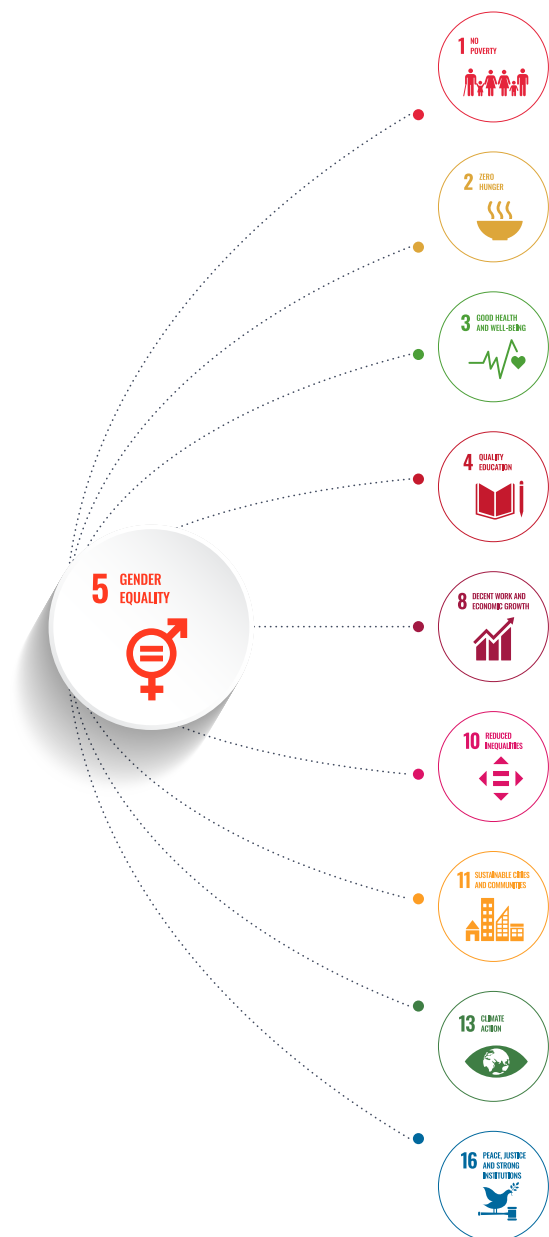 1 NO
POVERTY
2 ZERO
HUNGER
3 GOOD HEALTH
AND WELL-BEING
4 QUALITY
EDUCATION
5 GENDER
EQUALITY
8 DECENT WORK AND
ECONOMIC GROWTH
10 REDUCED
INEQUALITIES
11 SUSTAINABLE CITIES
AND COMMUNITIES
13 CLIMATE
ACTION
16 PEACE, JUSTICE
AND STRONG
INSTITUTIONS